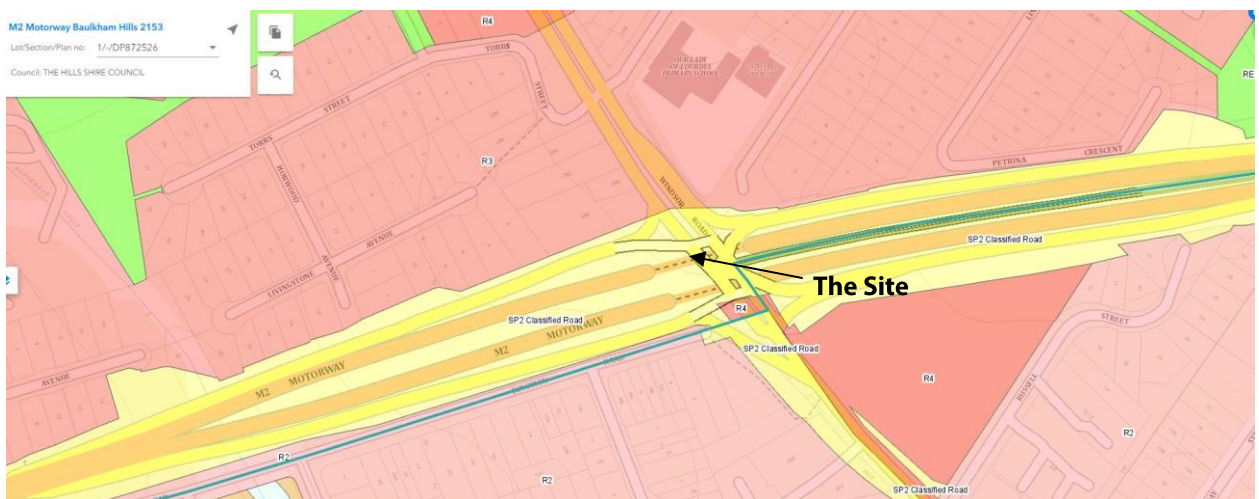 M2 Motorway Baulkham Hills 2153
Lot/Section/Plan no: 1/-/DP872526
Council: THE HILLS SHIRE COUNCIL
R4
TORRS
STREET
STREET
OUR LADY
OF LOURDES
PRIMARY SCHOOL
RE
HORWOOD
AVENUE
R3
WINDSOR
ROAD
PETRINA
CRESCENT
LIVINGSTONE
AVENUE
SP2 Classified Road
The Site
SP2 Classified Road
R4
M2
MOTORWAY
M2
MOTORWAY
ROAD
SP2 Classified Road
STREET
RUSSELL
AVENUE
R4
R2
R2
R2
SP2 Classified Road